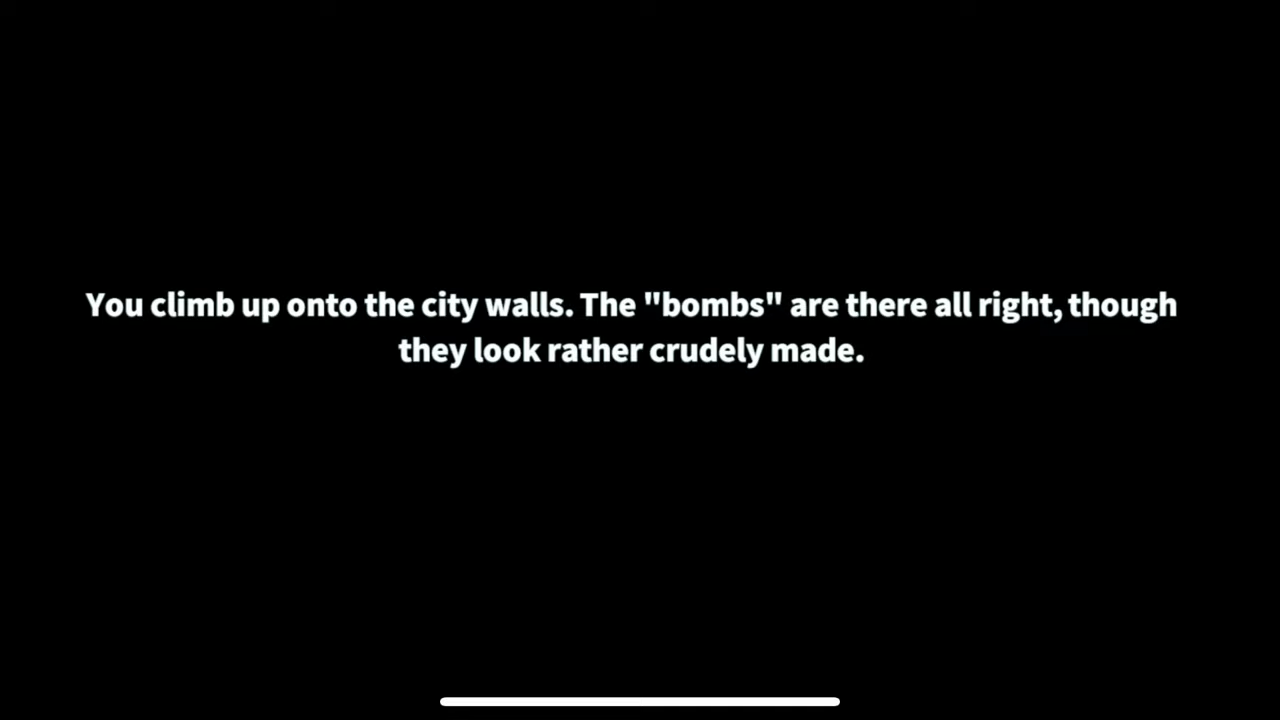 You climb up onto the city walls. The "bombs" are there all right, though
they look rather crudely made.